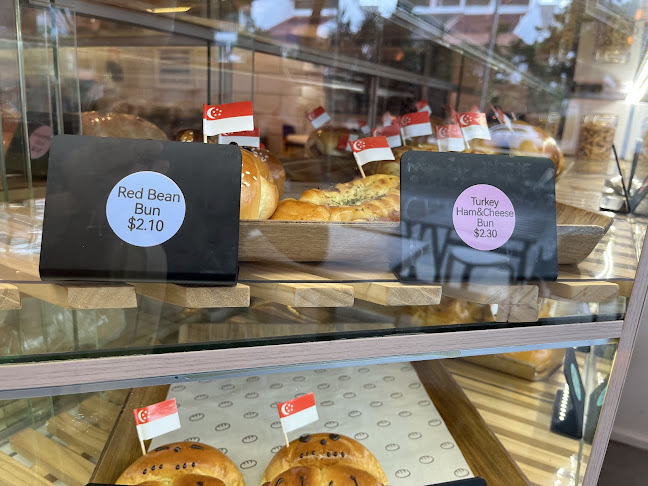 Red Bean
Bun
$2.10
Turkey
Ham&Cheese
Bun
$2.30